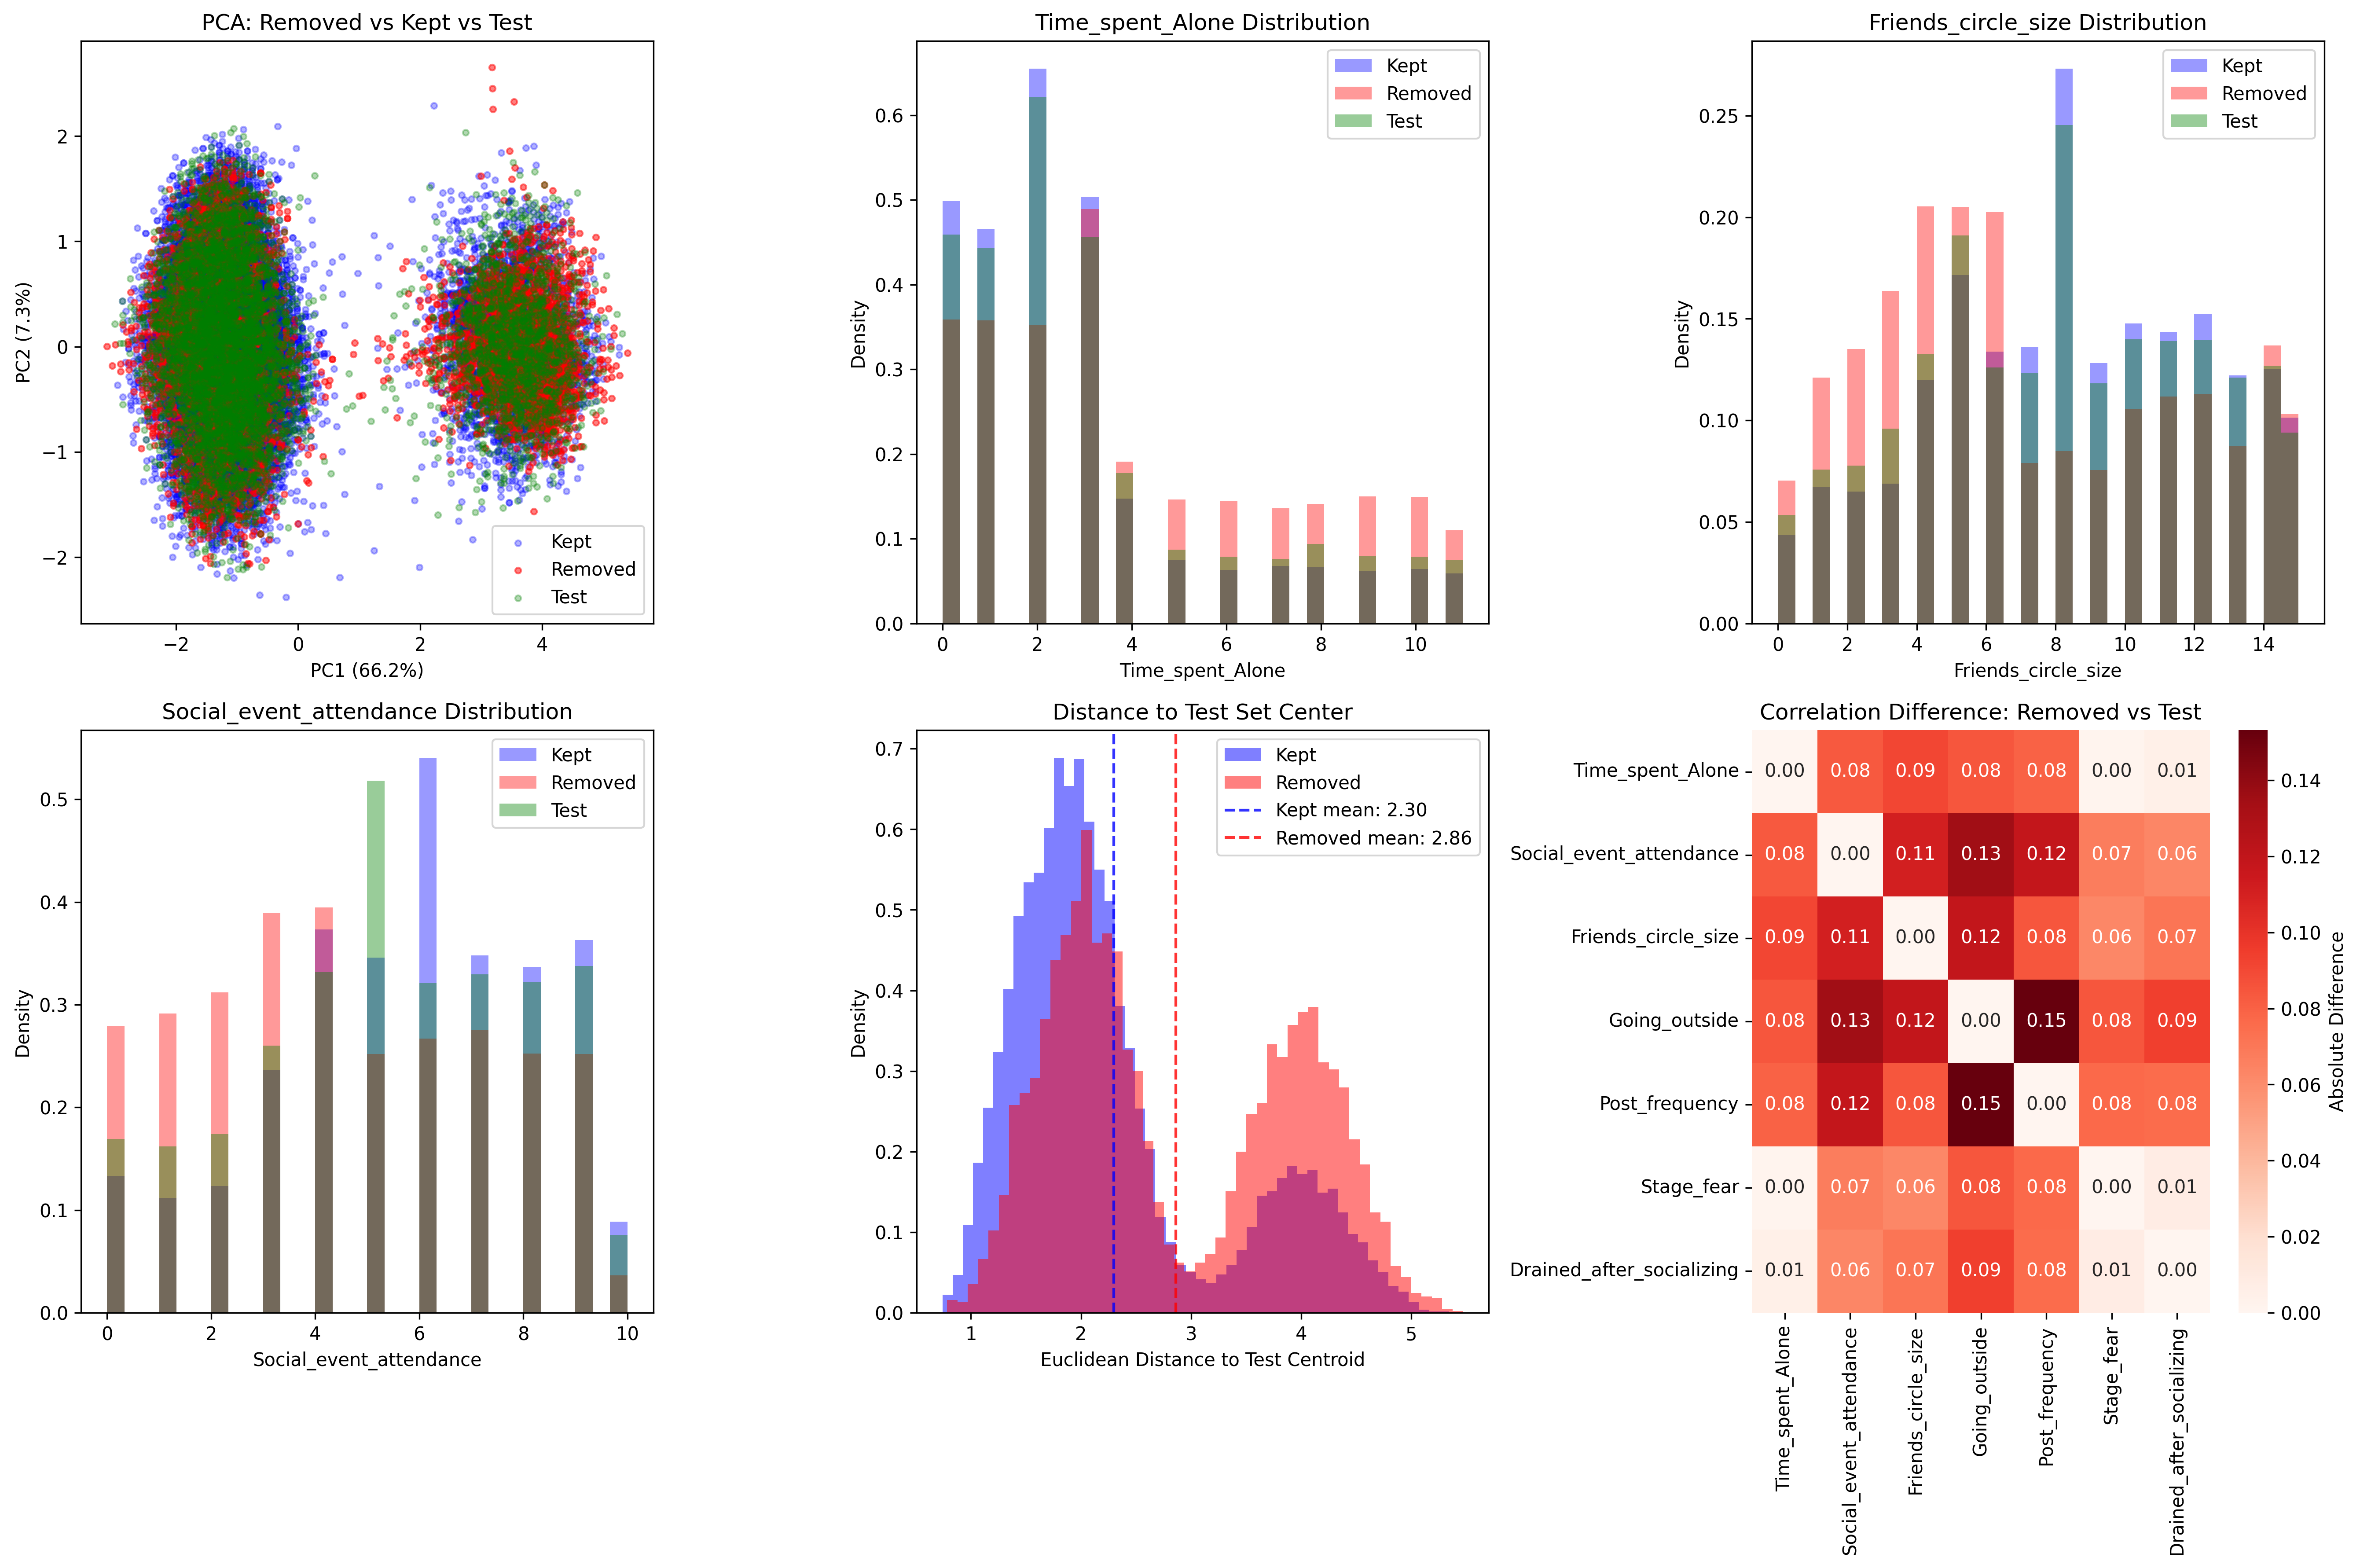 PCA: Removed vs Kept vs Test
2
1
0
−1
−2
PC2 (7.3%)
−2
0
2
4
PC1 (66.2%)
Kept
Removed
Test
Time_spent_Alone Distribution
0.6
0.5
0.4
0.3
0.2
0.1
0.0
Density
0
2
4
6
8
10
Time_spent_Alone
Kept
Removed
Test
Friends_circle_size Distribution
0.25
0.20
0.15
0.10
0.05
0.00
Density
0
2
4
6
8
10
12
14
Friends_circle_size
Kept
Removed
Test
Social_event_attendance Distribution
0.5
0.4
0.3
0.2
0.1
0.0
Density
0
2
4
6
8
10
Social_event_attendance
Kept
Removed
Test
Distance to Test Set Center
0.7
0.6
0.5
0.4
0.3
0.2
0.1
0.0
Density
1
2
3
4
5
Euclidean Distance to Test Centroid
Kept
Removed
Kept mean: 2.30
Removed mean: 2.86
Correlation Difference: Removed vs Test
Time_spent_Alone 0.00 0.08 0.09 0.08 0.08 0.00 0.01
Social_event_attendance 0.08 0.00 0.11 0.13 0.12 0.07 0.06
Friends_circle_size 0.09 0.11 0.00 0.12 0.08 0.06 0.07
Going_outside 0.08 0.13 0.12 0.00 0.15 0.08 0.09
Post_frequency 0.08 0.12 0.08 0.15 0.00 0.08 0.08
Stage_fear 0.00 0.07 0.06 0.08 0.08 0.00 0.01
Drained_after_socializing 0.01 0.06 0.07 0.09 0.08 0.01 0.00
Time_spent_Alone
Social_event_attendance
Friends_circle_size
Going_outside
Post_frequency
Stage_fear
Drained_after_socializing
0.14
0.12
0.10
0.08
0.06
0.04
0.02
0.00
Absolute Difference